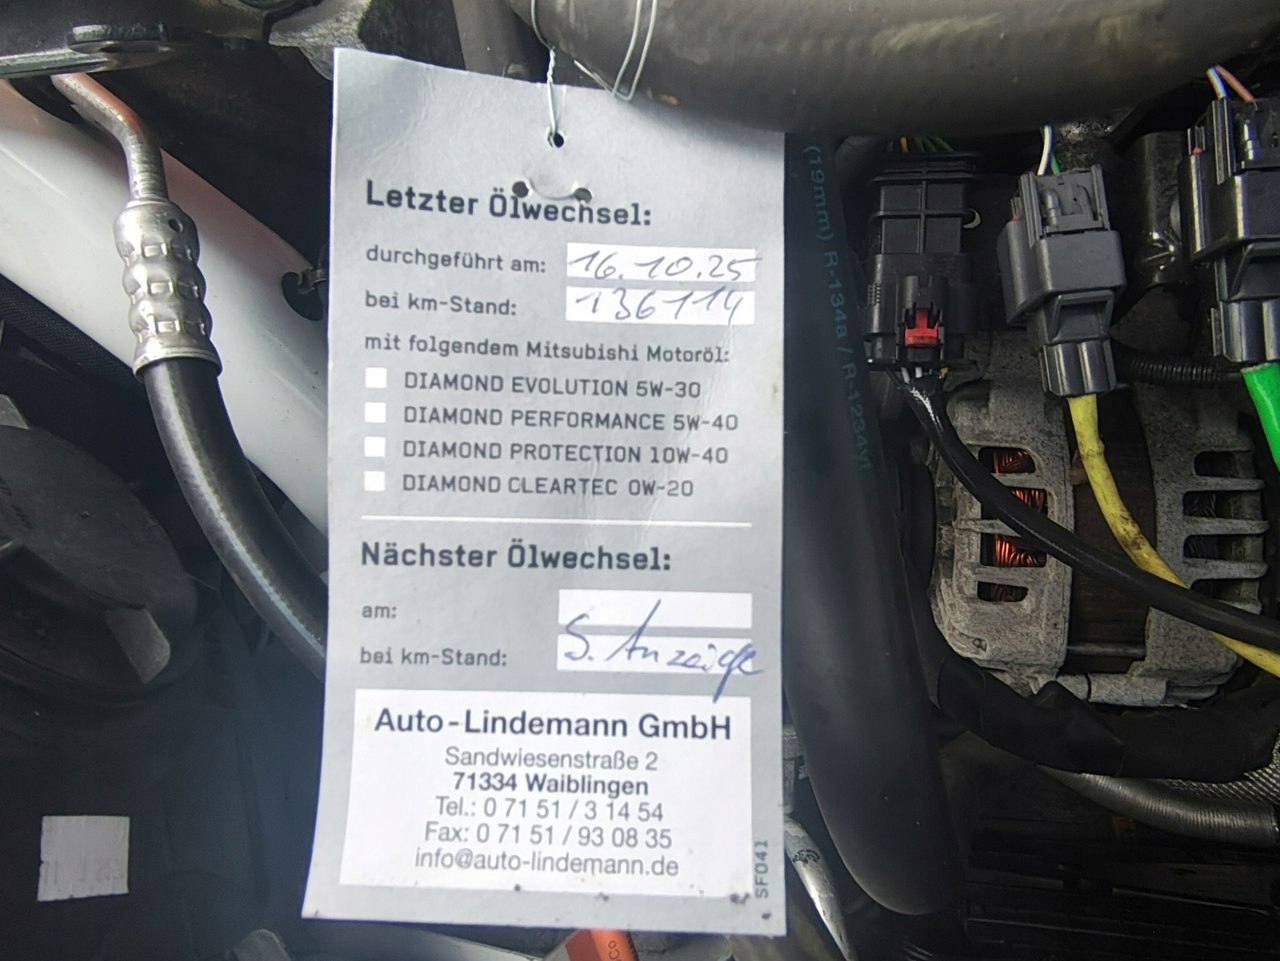 Letzter Ölwechsel:
durchgeführt am: 16.10.25
bei km-Stand: 136114
mit folgendem Mitsubishi Motoröl:
DIAMOND EVOLUTION 5W-30
DIAMOND PERFORMANCE 5W-40
DIAMOND PROTECTION 10W-40
DIAMOND CLEARTEC 0W-20
Nächster Ölwechsel:
am:
bei km-Stand: S. Anzeige
Auto-Lindemann GmbH
Sandwiesenstraße 2
71334 Waiblingen
Tel.: 0 71 51 / 3 14 54
Fax: 0 71 51 / 93 08 35
info@auto-lindemann.de
SF041
(19mm) R-134a / R-1234yf